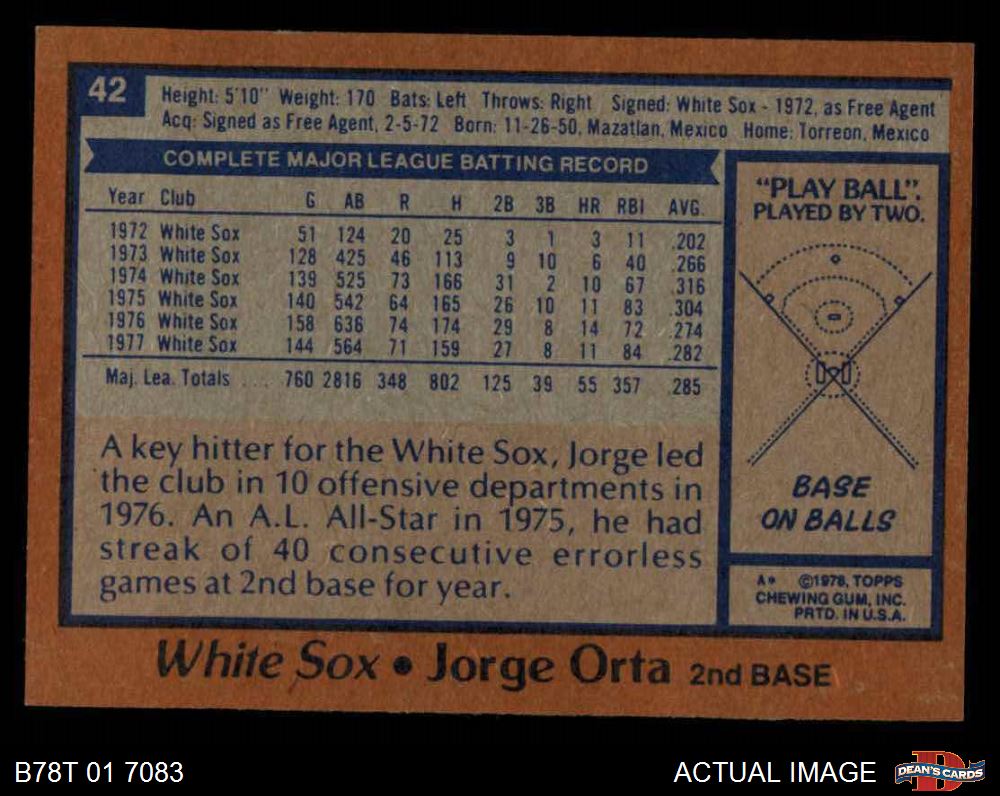 42
Height: 5'10" Weight: 170 Bats: Left Throws: Right Signed: White Sox - 1972, as Free Agent
Acq: Signed as Free Agent, 2-5-72 Born: 11-26-50, Mazatlan, Mexico Home: Torreon, Mexico
COMPLETE MAJOR LEAGUE BATTING RECORD
Year Club G AB R H 2B 3B HR RBI AVG.
1972 White Sox 51 124 20 25 3 1 3 11 .202
1973 White Sox 128 425 46 113 9 10 6 40 .266
1974 White Sox 139 525 73 166 31 2 10 67 .316
1975 White Sox 140 542 64 165 26 10 11 83 .304
1976 White Sox 158 636 74 174 29 8 14 72 .274
1977 White Sox 144 564 71 159 27 8 11 84 .282
Maj. Lea. Totals .... 760 2816 348 802 125 39 55 357 .285
A key hitter for the White Sox, Jorge led
the club in 10 offensive departments in
1976. An A.L. All-Star in 1975, he had
streak of 40 consecutive errorless
games at 2nd base for year.
"PLAY BALL".
PLAYED BY TWO.
BASE
ON BALLS
A* ©1978, TOPPS
CHEWING GUM, INC.
PRTD. IN U.S.A.
White Sox • Jorge Orta 2nd BASE
B78T 01 7083
ACTUAL IMAGE
D
DEAN'S CARDS